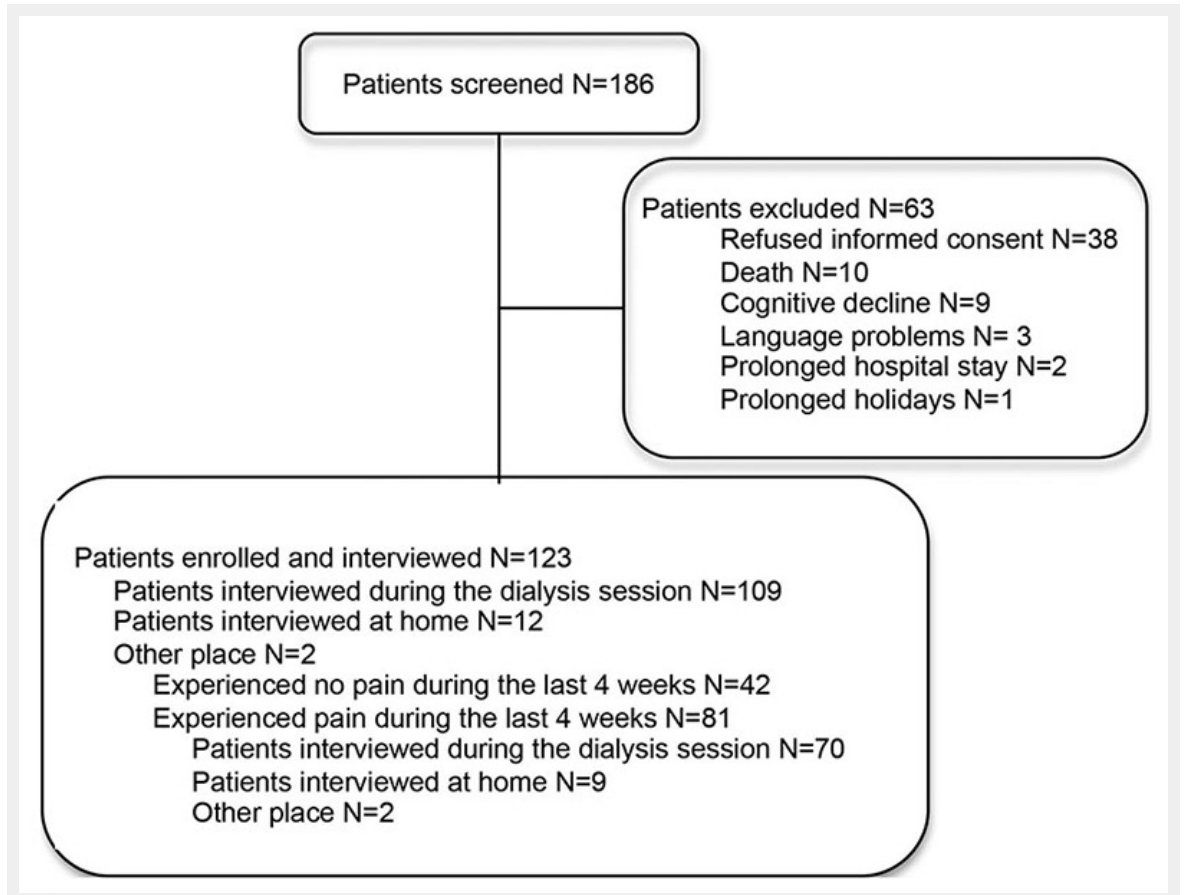 Patients screened N=186
Patients excluded N=63
Refused informed consent N=38
Death N=10
Cognitive decline N=9
Language problems N= 3
Prolonged hospital stay N=2
Prolonged holidays N=1
Patients enrolled and interviewed N=123
Patients interviewed during the dialysis session N=109
Patients interviewed at home N=12
Other place N=2
Experienced no pain during the last 4 weeks N=42
Experienced pain during the last 4 weeks N=81
Patients interviewed during the dialysis session N=70
Patients interviewed at home N=9
Other place N=2